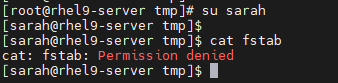 [root@rhel9-server tmp]# su sarah
[sarah@rhel9-server tmp]$
[sarah@rhel9-server tmp]$ cat fstab
cat: fstab: Permission denied
[sarah@rhel9-server tmp]$